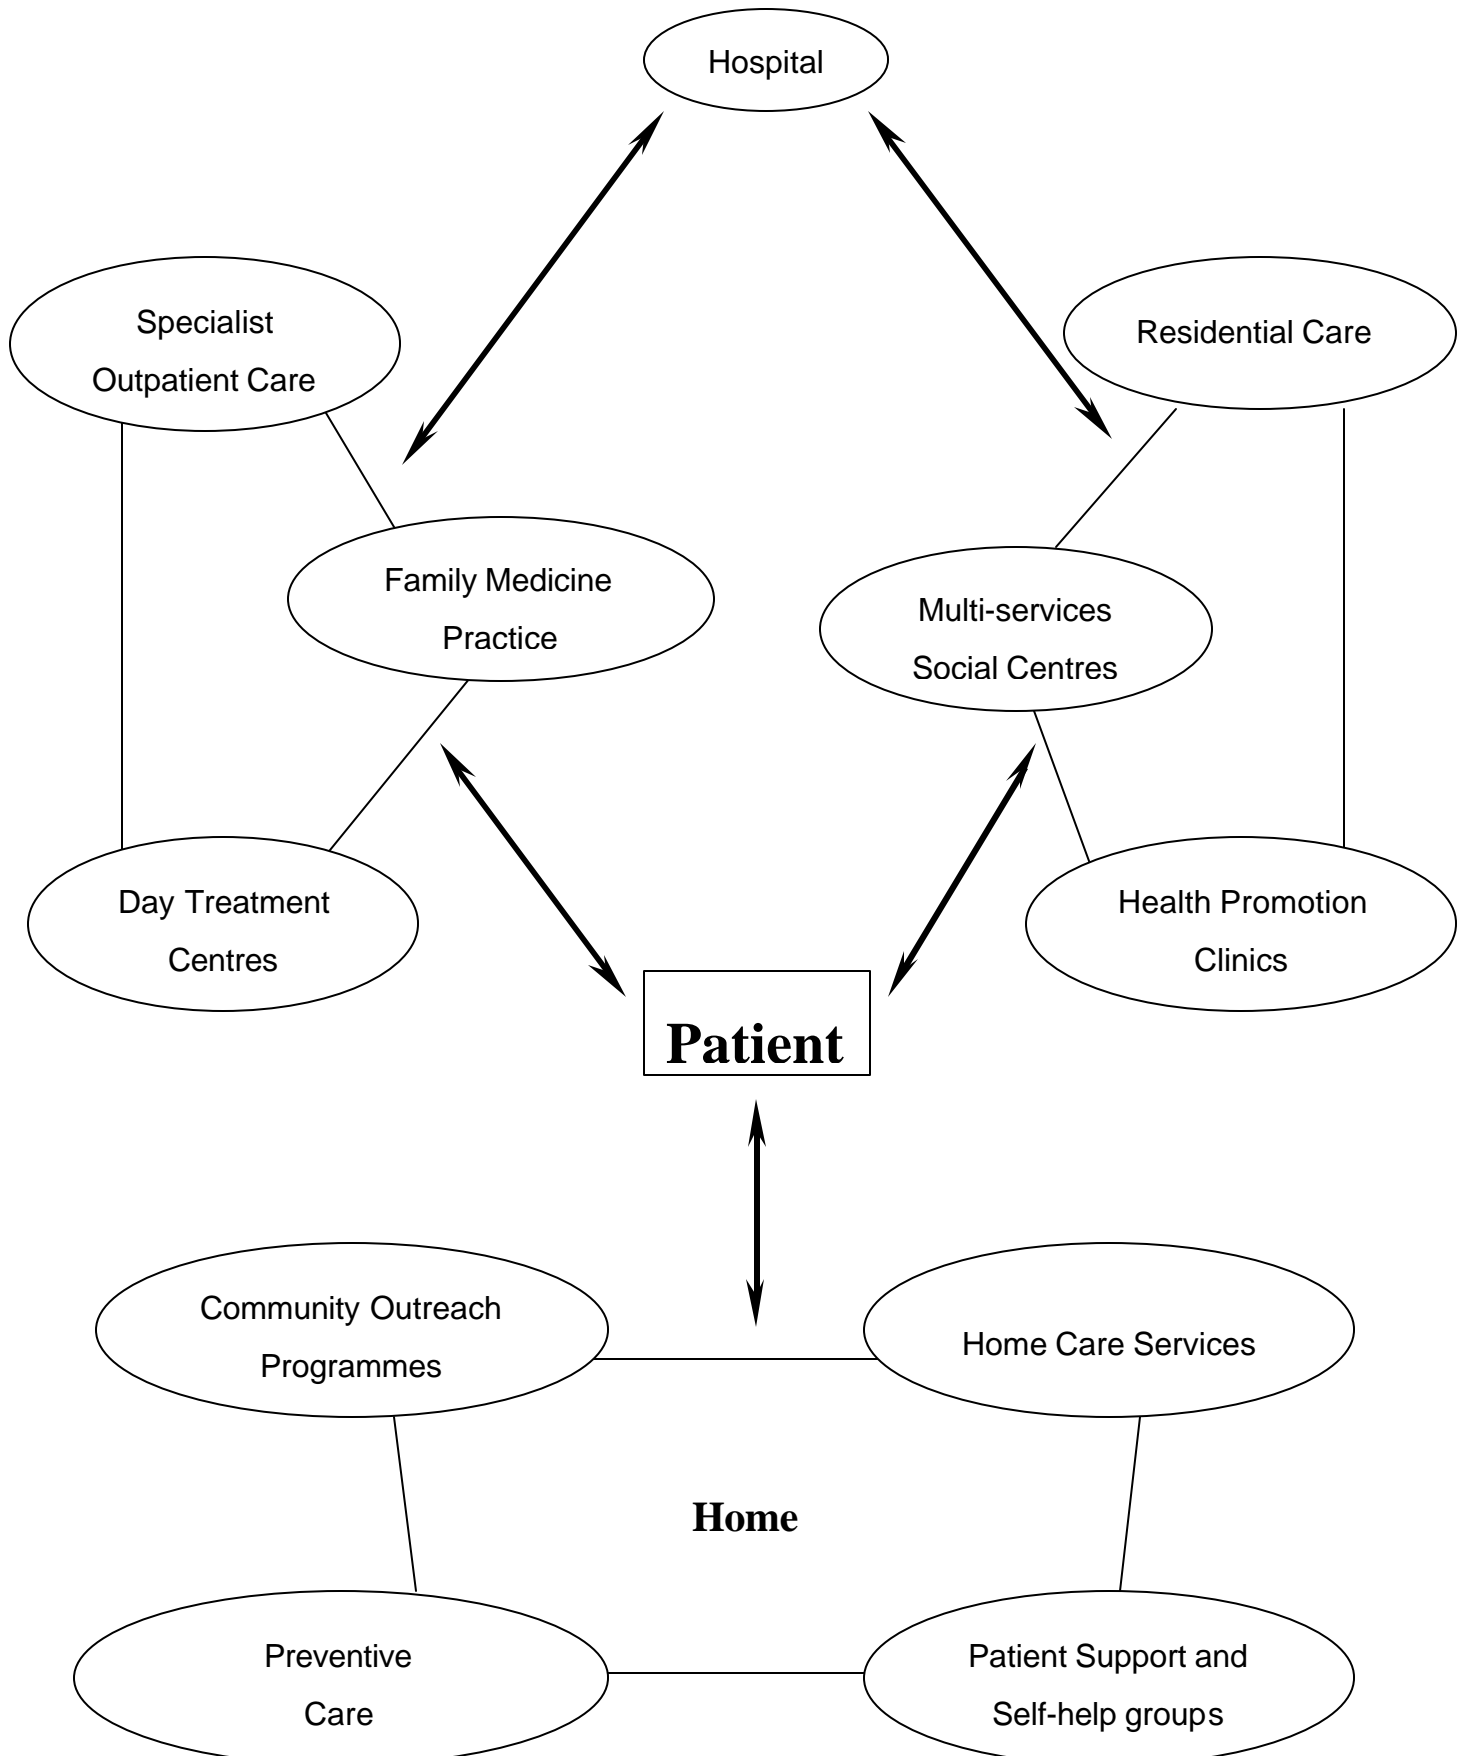 Hospital
Specialist
Outpatient Care
Residential Care
Family Medicine
Practice
Multi-services
Social Centres
Day Treatment
Centres
Health Promotion
Clinics
Patient
Community Outreach
Programmes
Home Care Services
Home
Preventive
Care
Patient Support and
Self-help groups